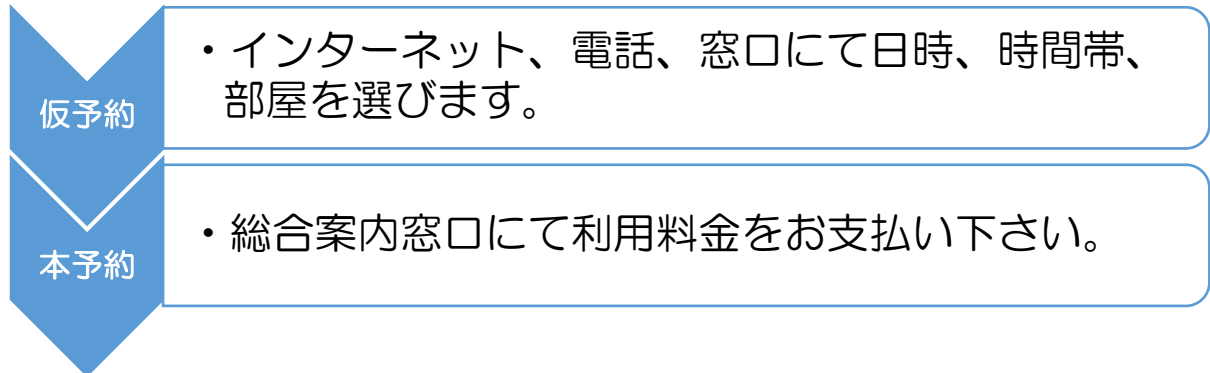 仮予約
・インターネット、電話、窓口にて日時、時間帯、
部屋を選びます。
本予約
・総合案内窓口にて利用料金をお支払い下さい。